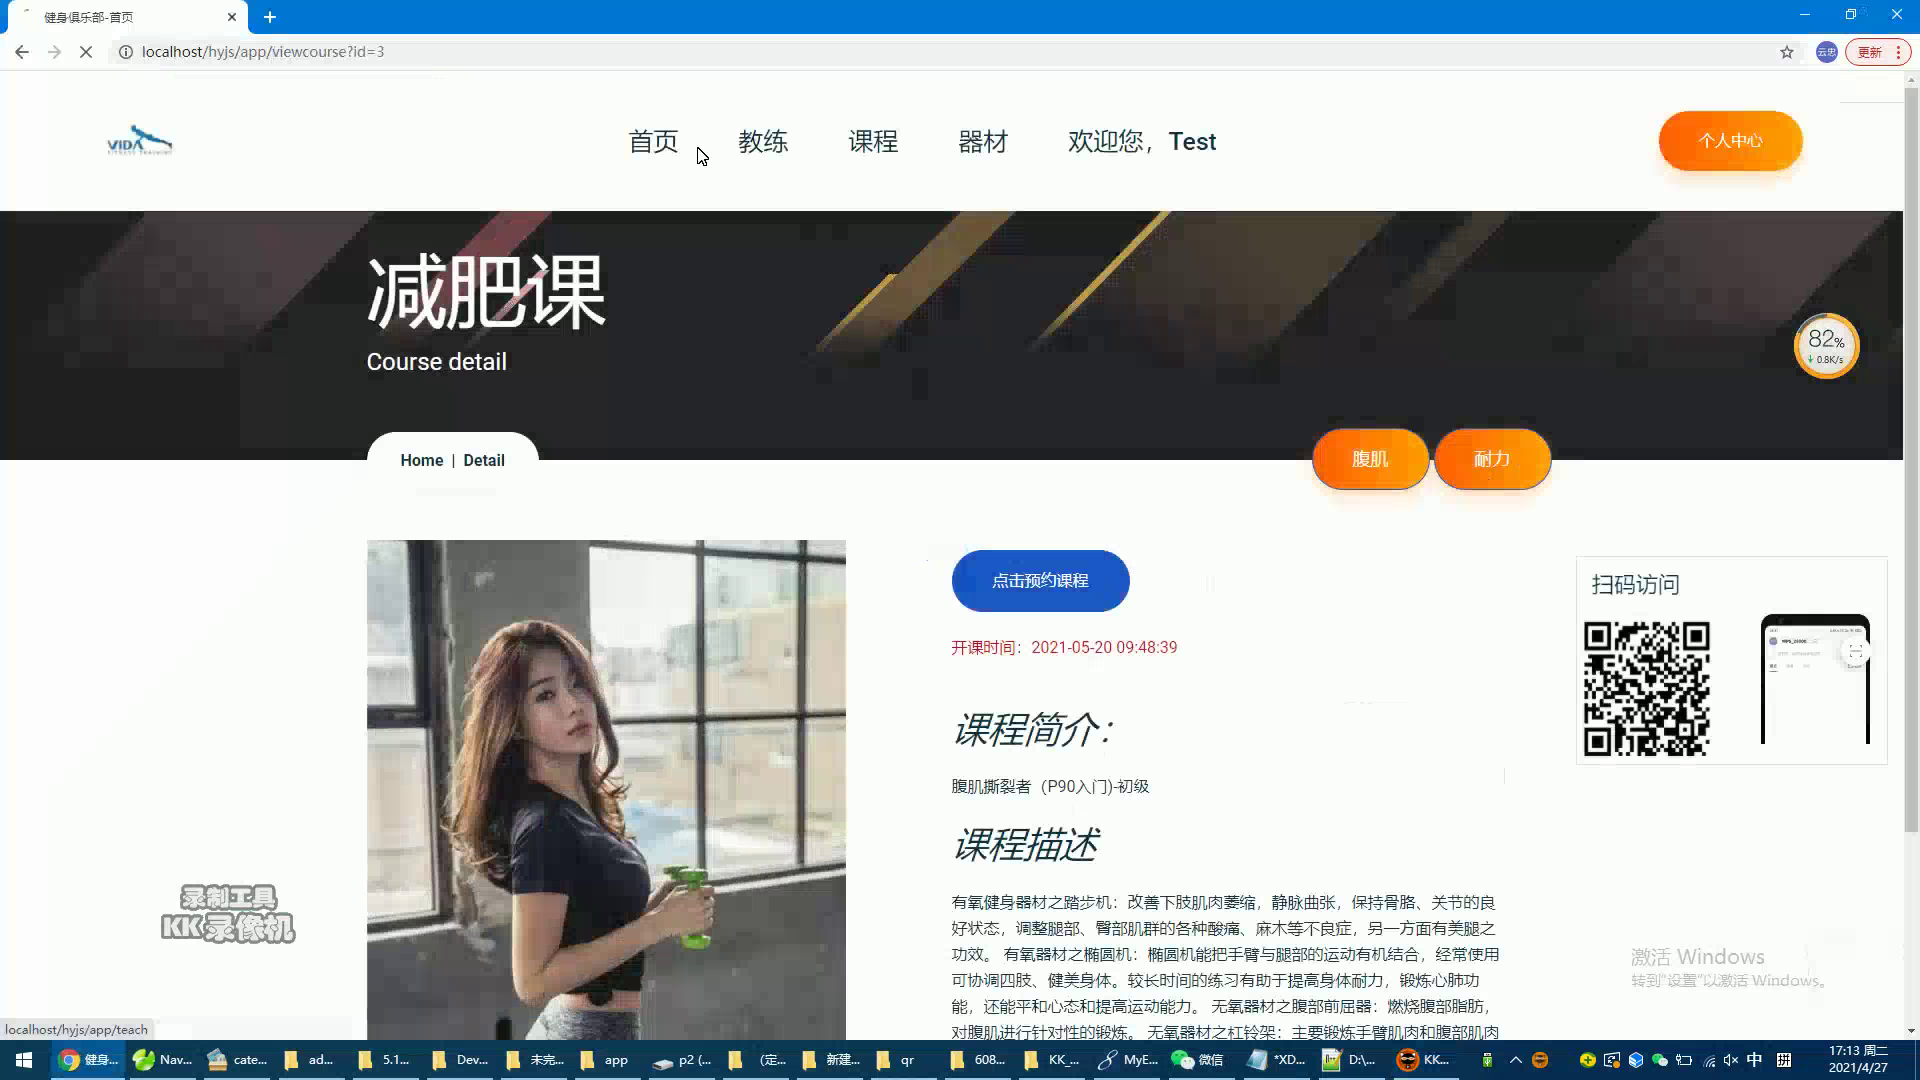 健身俱乐部-首页
localhost/hyjs/app/viewcourse?id=3
云忠
更新
VIDA
FITNESS TRAINING
首页
教练
课程
器材
欢迎您，Test
个人中心
减肥课
Course detail
82%
0.8K/s
Home | Detail
腹肌
耐力
点击预约课程
扫码访问
开课时间：2021-05-20 09:48:39
课程简介：
腹肌撕裂者（P90入门)-初级
课程描述
有氧健身器材之踏步机：改善下肢肌肉萎缩，静脉曲张，保持骨胳、关节的良
好状态，调整腿部、臀部肌群的各种酸痛、麻木等不良症，另一方面有美腿之
功效。 有氧器材之椭圆机：椭圆机能把手臂与腿部的运动有机结合，经常使用
可协调四肢、健美身体。较长时间的练习有助于提高身体耐力，锻炼心肺功
能，还能平和心态和提高运动能力。 无氧器材之腹部前屈器：燃烧腹部脂肪，
对腹肌进行针对性的锻炼。 无氧器材之杠铃架：主要锻炼手臂肌肉和腹部肌肉
录制工具
KK录像机
激活 Windows
转到"设置"以激活 Windows。
localhost/hyjs/app/teach
健身...
Nav...
cate...
ad...
5.1...
Dev...
未完...
app
p2 (...
(定...
新建...
qr
608...
KK_...
MyE...
微信
*XD...
D:\...
KK...
中
拼
17:13 周二
2021/4/27